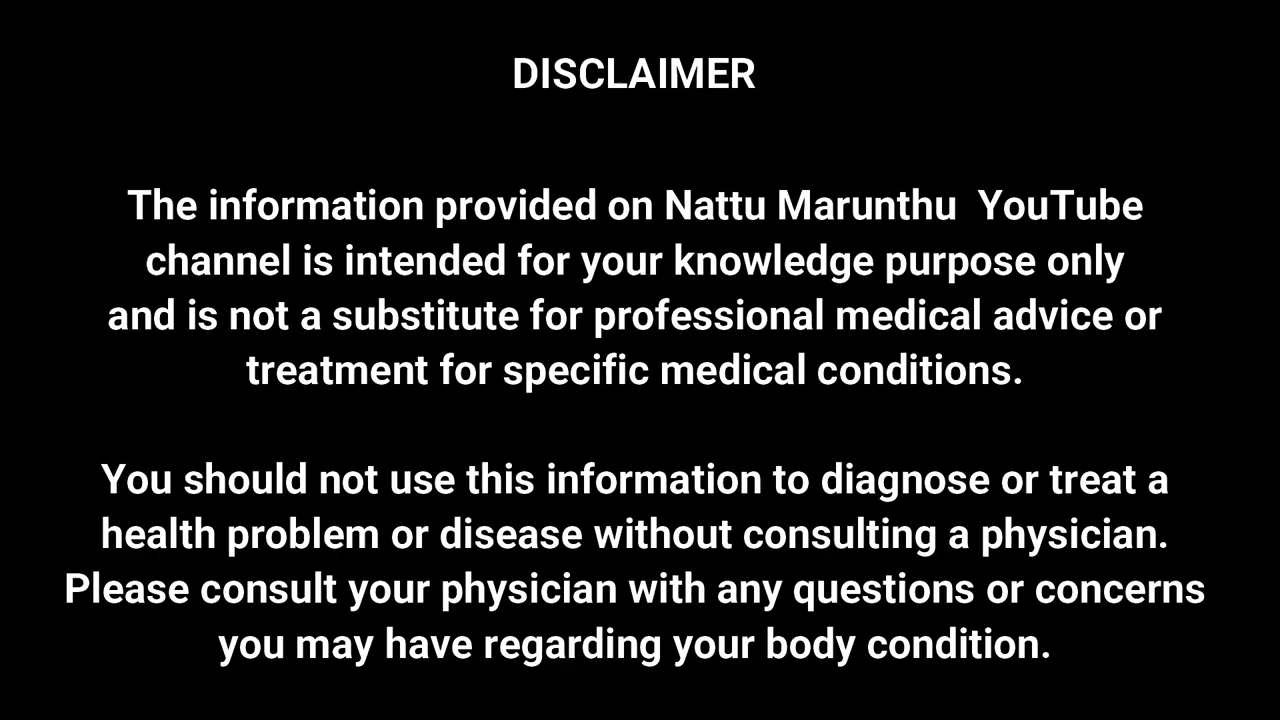 DISCLAIMER
The information provided on Nattu Marunthu  YouTube
channel is intended for your knowledge purpose only
and is not a substitute for professional medical advice or
treatment for specific medical conditions.
You should not use this information to diagnose or treat a
health problem or disease without consulting a physician.
Please consult your physician with any questions or concerns
you may have regarding your body condition.